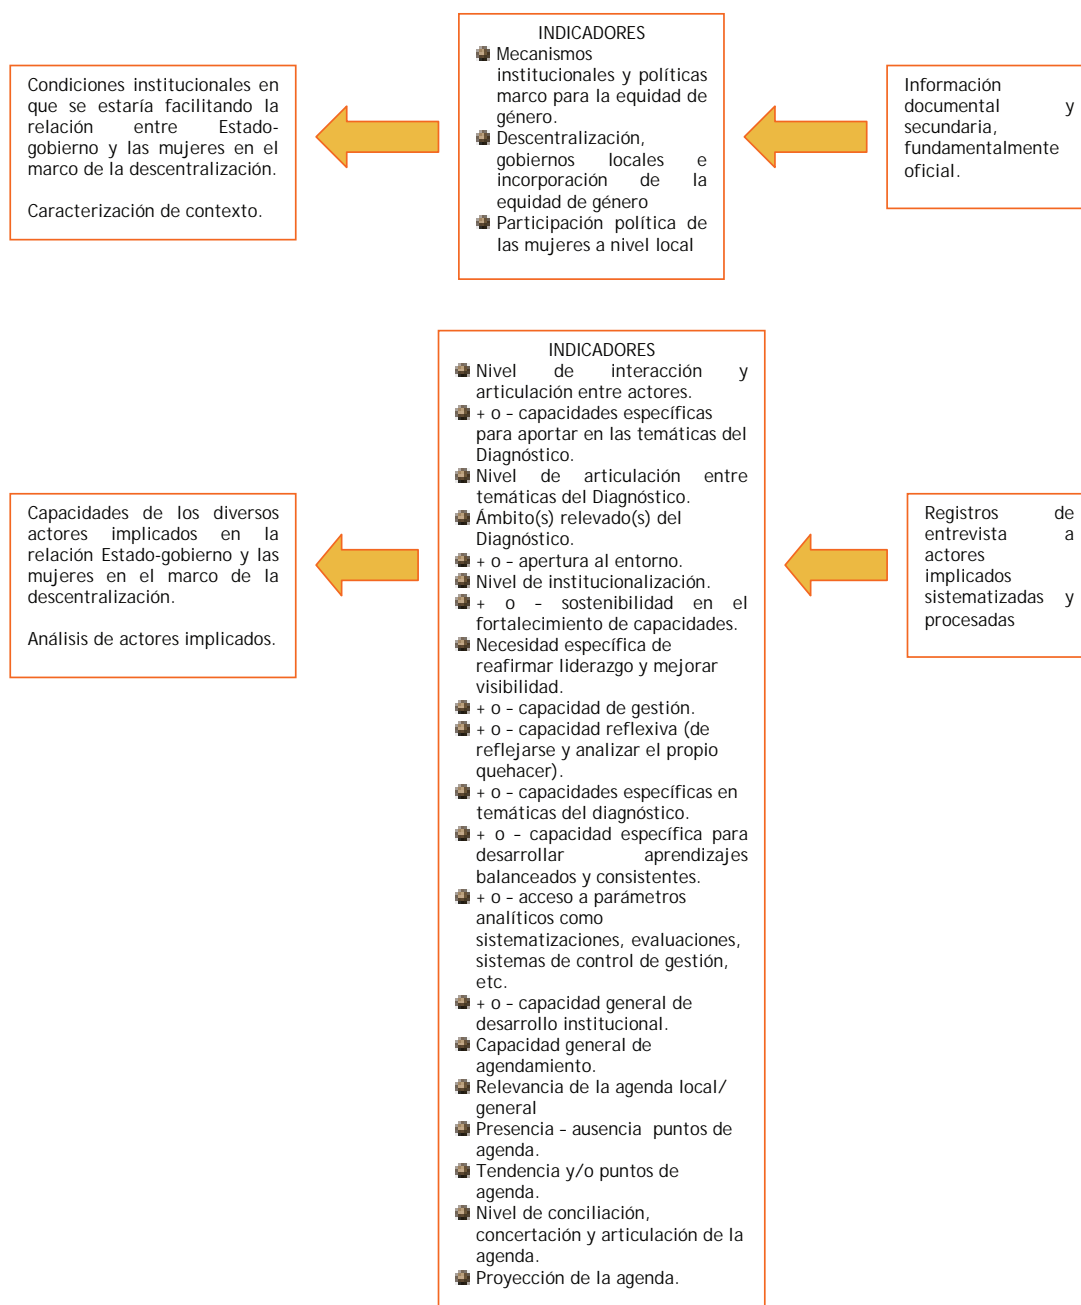 Condiciones institucionales en
que se estaría facilitando la
relación entre Estado-
gobierno y las mujeres en el
marco de la descentralización.
Caracterización de contexto.
INDICADORES
Mecanismos
institucionales y políticas
marco para la equidad de
género.
Descentralización,
gobiernos locales e
incorporación de la
equidad de género
Participación política de
las mujeres a nivel local
Información
documental y
secundaria,
fundamentalmente
oficial.
Capacidades de los diversos
actores implicados en la
relación Estado-gobierno y las
mujeres en el marco de la
descentralización.
Análisis de actores implicados.
INDICADORES
Nivel de interacción y
articulación entre actores.
+ o – capacidades específicas
para aportar en las temáticas del
Diagnóstico.
Nivel de articulación entre
temáticas del Diagnóstico.
Ámbito(s) relevado(s) del
Diagnóstico.
+ o – apertura al entorno.
Nivel de institucionalización.
+ o – sostenibilidad en el
fortalecimiento de capacidades.
Necesidad específica de
reafirmar liderazgo y mejorar
visibilidad.
+ o – capacidad de gestión.
+ o – capacidad reflexiva (de
reflejarse y analizar el propio
quehacer).
+ o – capacidades específicas en
temáticas del diagnóstico.
+ o – capacidad específica para
desarrollar aprendizajes
balanceados y consistentes.
+ o – acceso a parámetros
analíticos como
sistematizaciones, evaluaciones,
sistemas de control de gestión,
etc.
+ o – capacidad general de
desarrollo institucional.
Capacidad general de
agendamiento.
Relevancia de la agenda local/
general
Presencia – ausencia puntos de
agenda.
Tendencia y/o puntos de
agenda.
Nivel de conciliación,
concertación y articulación de la
agenda.
Proyección de la agenda.
Registros de
entrevista a
actores
implicados
sistematizadas y
procesadas